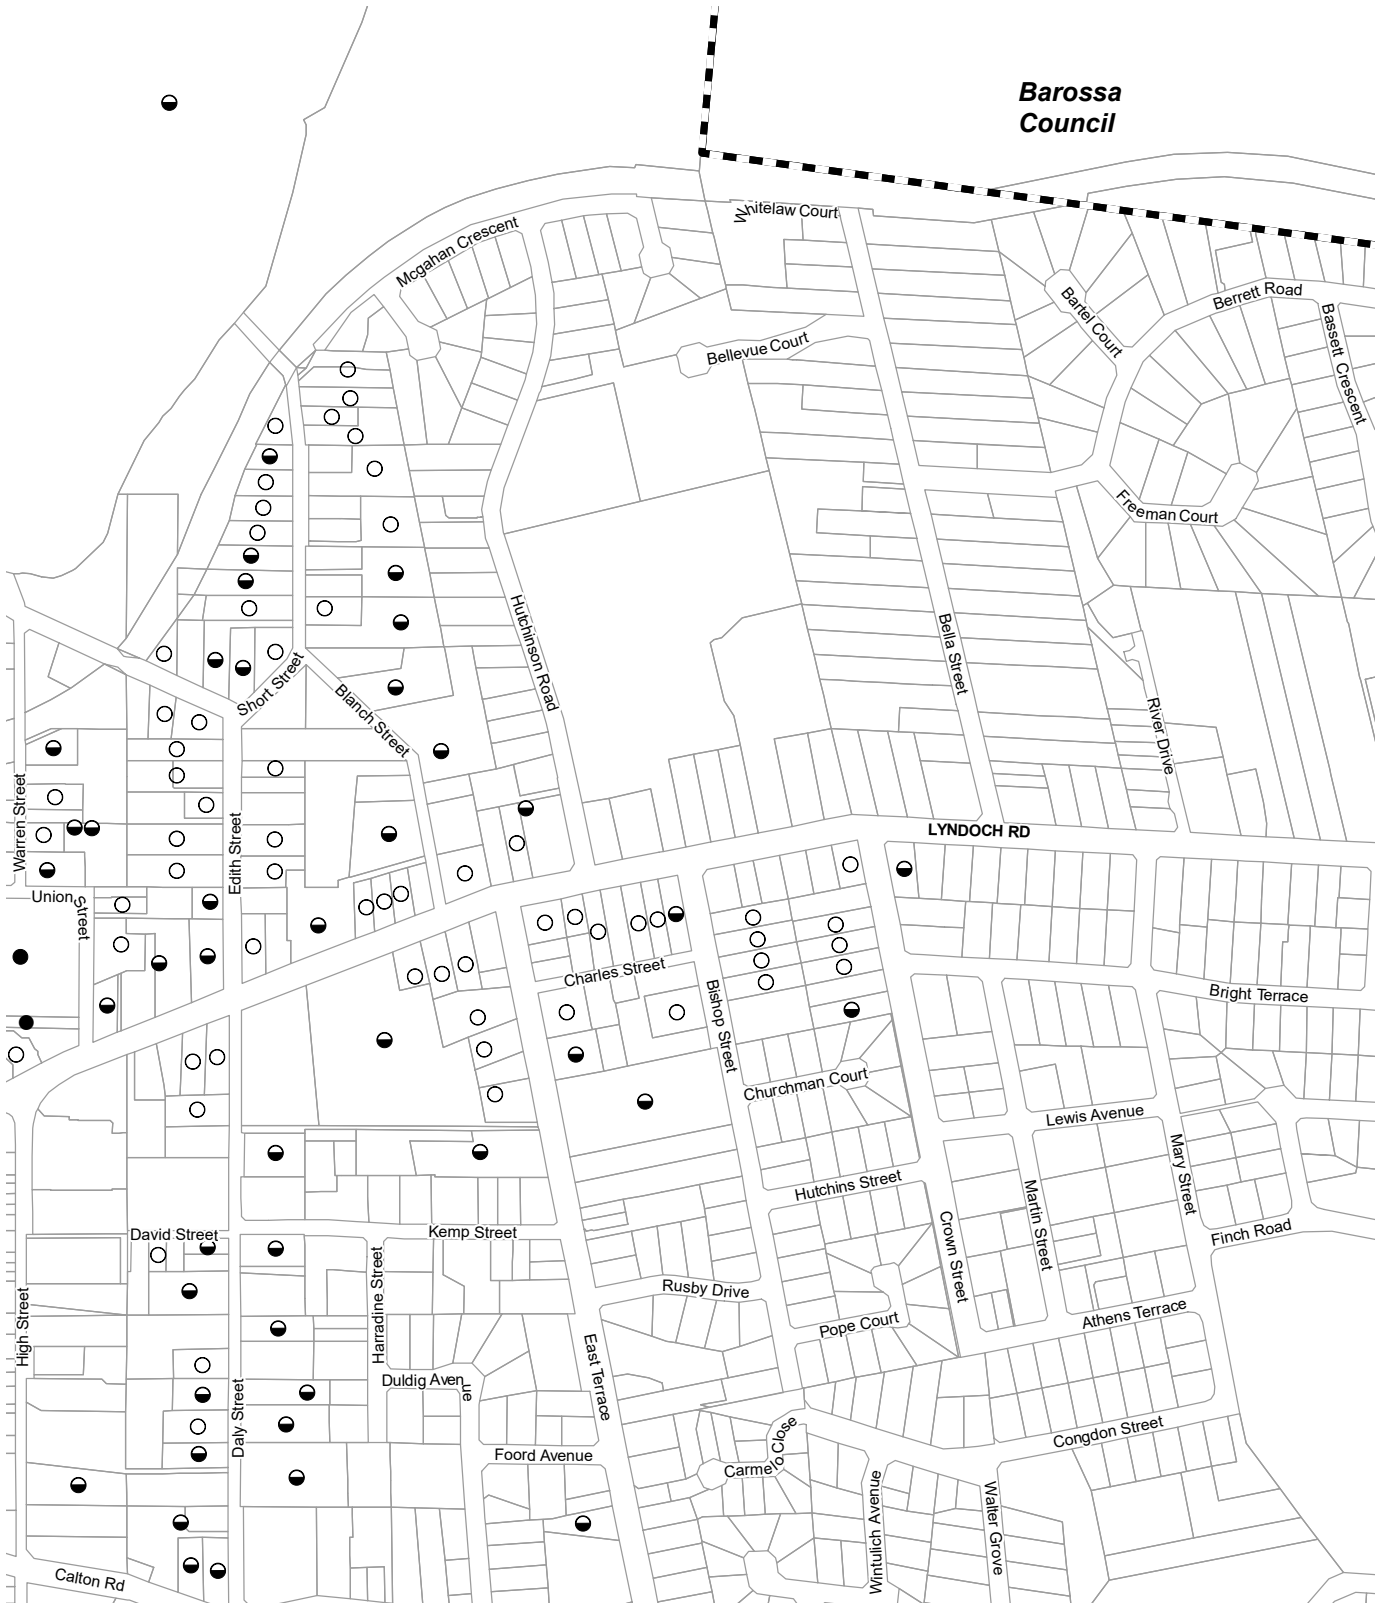 Barossa
Council
Whitelaw Court
Mcgahan Crescent
Berrett Road
Bartel Court
Bassett Crescent
Bellevue Court
Freeman Court
Hutchinson Road
Bella Street
Short Street
Blanch Street
River Drive
Warren Street
Edith Street
LYNDOCH RD
Union
Street
Charles Street
Bishop Street
Bright Terrace
Churchman Court
Lewis Avenue
Mary Street
Hutchins Street
Martin Street
Crown Street
David Street
Kemp Street
Finch Road
Harradine Street
High Street
Rusby Drive
Athens Terrace
Pope Court
East Terrace
Duldig Avenue
Daly Street
Congdon Street
Foord Avenue
Carmelo Close
Wintulich Avenue
Walter Grove
Calton Rd